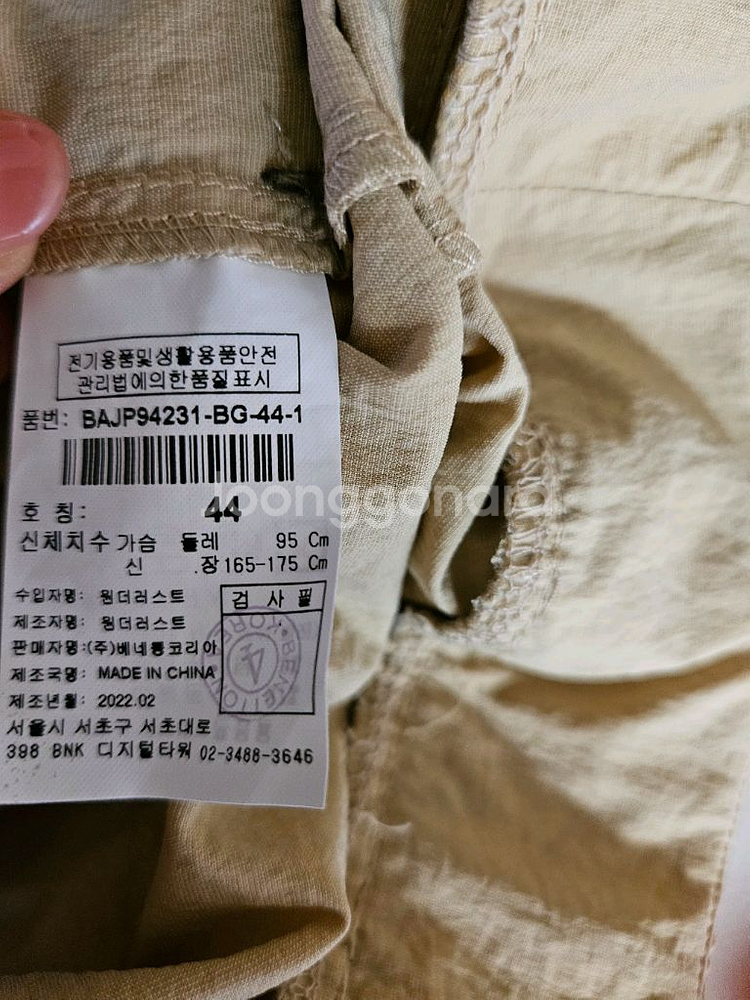 전기용품및생활용품안전
관리법에의한품질표시
품번: BAJP94231-BG-44-1
호 칭: 44
신체치수 가슴 둘레 95 Cm
신 장 165-175 Cm
수입자명: 원더러스트
제조자명: 원더러스트
판매자명:(주)베네통코리아
제조국명: MADE IN CHINA
제조년월: 2022.02
검 사 필
BENETTON KOREA
4
서울시 서초구 서초대로
398 BNK 디지털타워 02-3488-3646
Joonggonara